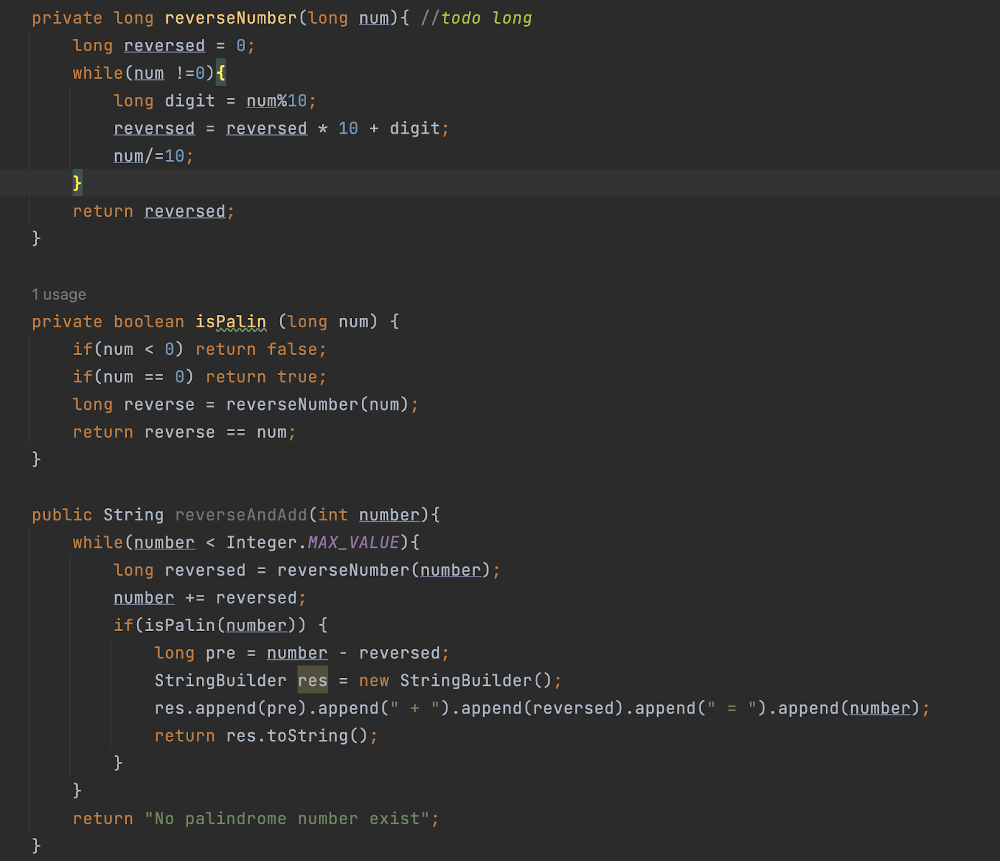 private long reverseNumber(long num){ //todo long
long reversed = 0;
while(num !=0){
long digit = num%10;
reversed = reversed * 10 + digit;
num/=10;
}
return reversed;
}
1 usage
private boolean isPalin (long num) {
if(num < 0) return false;
if(num == 0) return true;
long reverse = reverseNumber(num);
return reverse == num;
}
public String reverseAndAdd(int number){
while(number < Integer.MAX_VALUE){
long reversed = reverseNumber(number);
number += reversed;
if(isPalin(number)) {
long pre = number - reversed;
StringBuilder res = new StringBuilder();
res.append(pre).append(" + ").append(reversed).append(" = ").append(number);
return res.toString();
}
}
return "No palindrome number exist";
}